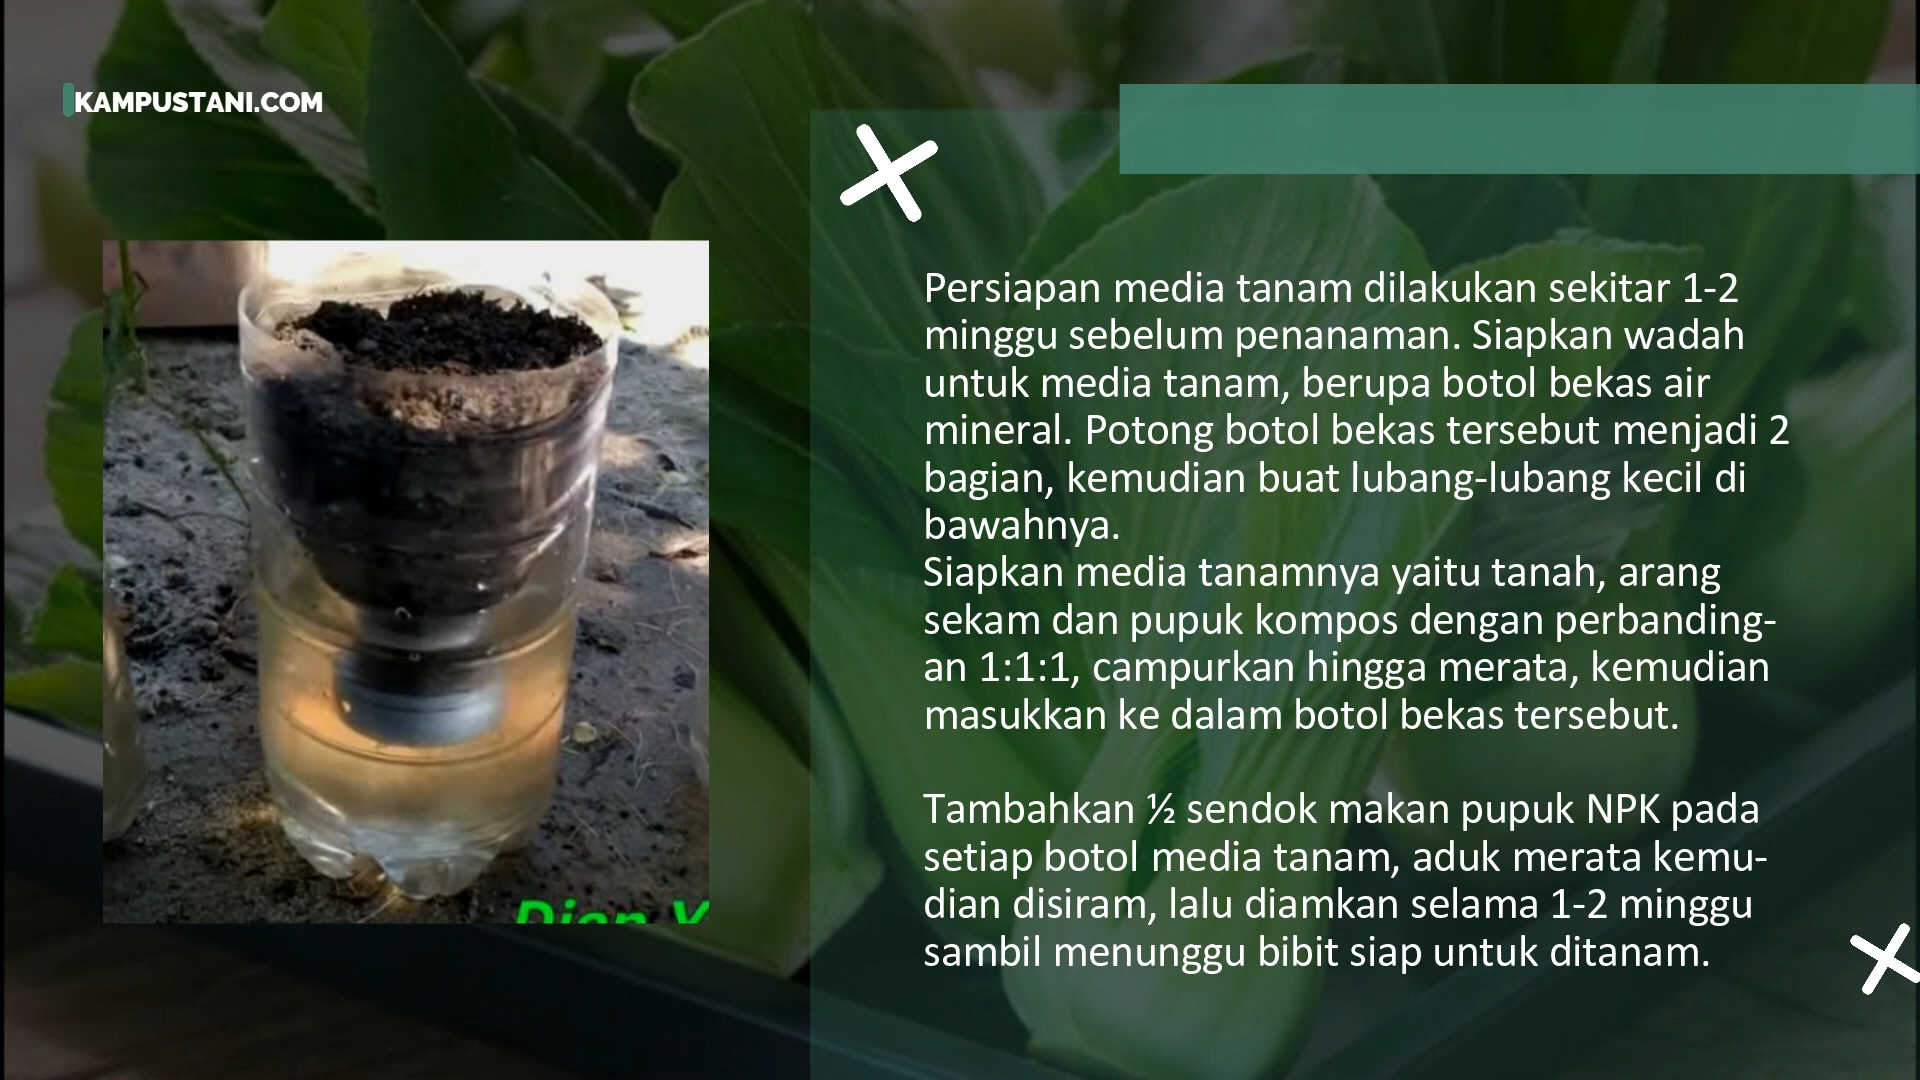 KAMPUSTANI.COM
Persiapan media tanam dilakukan sekitar 1-2
minggu sebelum penanaman. Siapkan wadah
untuk media tanam, berupa botol bekas air
mineral. Potong botol bekas tersebut menjadi 2
bagian, kemudian buat lubang-lubang kecil di
bawahnya.
Siapkan media tanamnya yaitu tanah, arang
sekam dan pupuk kompos dengan perbanding-
an 1:1:1, campurkan hingga merata, kemudian
masukkan ke dalam botol bekas tersebut.
Tambahkan ½ sendok makan pupuk NPK pada
setiap botol media tanam, aduk merata kemu-
dian disiram, lalu diamkan selama 1-2 minggu
sambil menunggu bibit siap untuk ditanam.